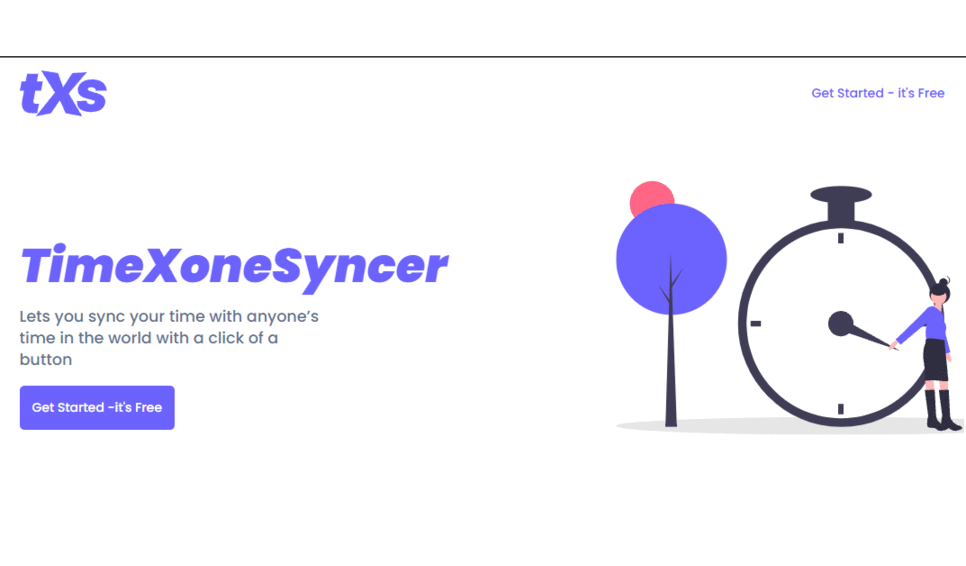 tXs
Get Started - it's Free
TimeXoneSyncer
Lets you sync your time with anyone’s
time in the world with a click of a
button
Get Started -it's Free